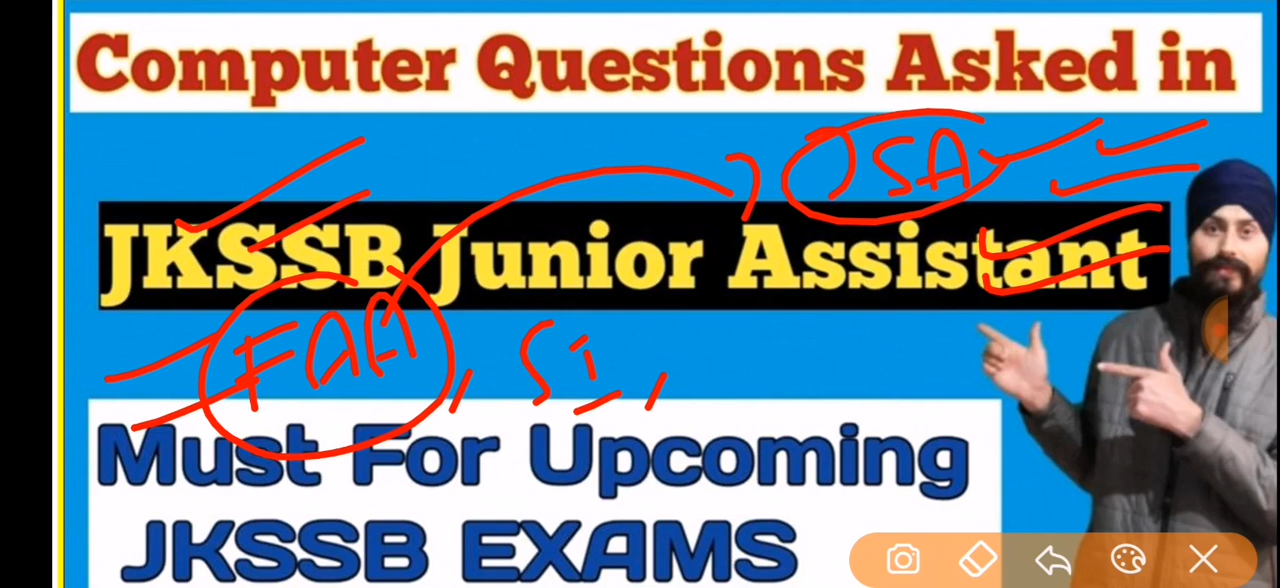 Computer Questions Asked in
JSA
JKSSB Junior Assistant
FAA, SI,
Must For Upcoming
JKSSB EXAMS